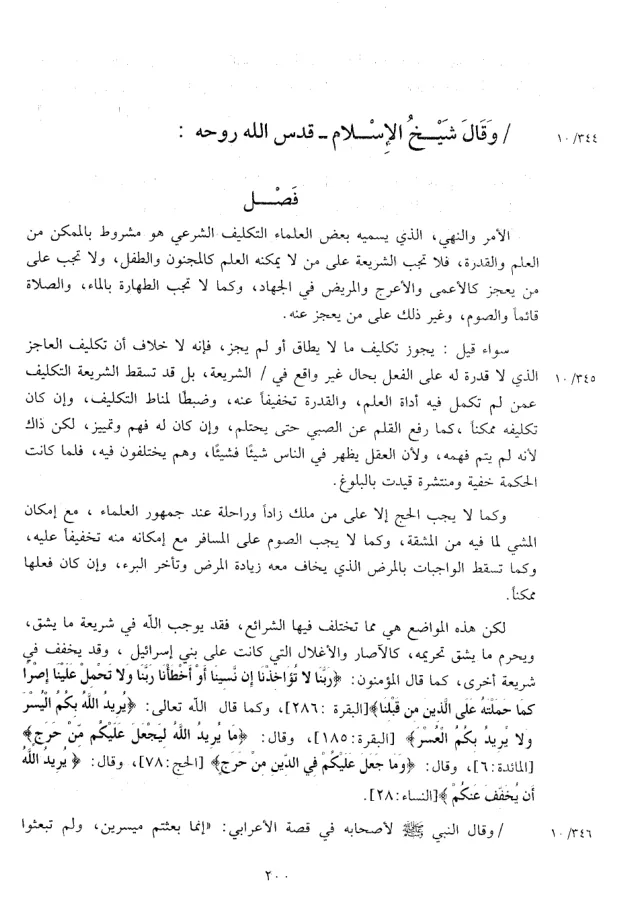 ١٠/٣٤٤ / وَقَالَ شَيْـــخُ الإِسْــلام ـ قدس الله روحه :
فَصْــــل
الأمر والنهي، الذي يسميه بعض العلماء التكليف الشرعي هو مشروط بالممكن من
العلم والقدرة، فلا تجب الشريعة على من لا يمكنه العلم كالمجنون والطفل، ولا تجب على
من يعجز كالأعمى والأعرج والمريض في الجهاد، وكما لا تجب الطهارة بالماء، والصلاة
قائماً والصوم، وغير ذلك على من يعجز عنه.
سواء قيل : يجوز تكليف ما لا يطاق أو لم يجز، فإنه لا خلاف أن تكليف العاجز
١٠/٣٤٥ الذي لا قدرة له على الفعل بحال غير واقع في / الشريعة، بل قد تسقط الشريعة التكليف
عمن لم تكمل فيه أداة العلم، والقدرة تخفيفاً عنه، وضبطًا لمناط التكليف، وإن كان
تكليفه ممكناً ،كما رفع القلم عن الصبي حتى يحتلم، وإن كان له فهم وتمييز، لكن ذاك
لأنه لم يتم فهمه، ولأن العقل يظهر في الناس شيئًا فشيئًا، وهم يختلفون فيه، فلما كانت
الحكمة خفية ومنتشرة قيدت بالبلوغ.
وكما لا يجب الحج إلا على من ملك زاداً وراحلة عند جمهور العلماء ، مع إمكان
المشي لما فيه من المشقة، وكما لا يجب الصوم على المسافر مع إمكانه منه تخفيفاً عليه،
وكما تسقط الواجبات بالمرض الذي يخاف معه زيادة المرض وتأخر البرء، وإن كان فعلها
ممكناً.
لكن هذه المواضع هي مما تختلف فيها الشرائع، فقد يوجب الله في شريعة ما يشق،
ويحرم ما يشق تحريمه، كالآصار والأغلال التي كانت على بني إسرائيل ، وقد يخفف في
شريعة أخرى، كما قال المؤمنون: ﴿رَبَّنَا لا تُؤَاخِذْنَا إِن نَّسِينَا أَوْ أَخْطَأْنَا رَبَّنَا وَلا تَحْمِلْ عَلَيْنَا إِصْرًا
كَمَا حَمَلْتَهُ عَلَى الَّذِينَ مِن قَبْلِنَا﴾[البقرة :٢٨٦]، وكما قال الله تعالى: ﴿يُرِيدُ اللَّهُ بِكُمُ الْيُسْرَ
وَلا يُرِيدُ بِكُمُ الْعُسْرَ﴾ [البقرة:١٨٥]، وقال: ﴿مَا يُرِيدُ اللَّهُ لِيَجْعَلَ عَلَيْكُم مِّنْ حَرَجٍ﴾
[المائدة:٦]، وقال: ﴿وَمَا جَعَلَ عَلَيْكُمْ فِي الدِّينِ مِنْ حَرَجٍ﴾ [الحج:٧٨]، وقال: ﴿ يُرِيدُ اللَّهُ
أَن يُخَفِّفَ عَنكُمْ ﴾[النساء:٢٨].
١٠/٣٤٦ / وقال النبي ﷺ لأصحابه في قصة الأعرابي: «إنما بعثتم ميسرين، ولم تبعثوا
٢٠٠